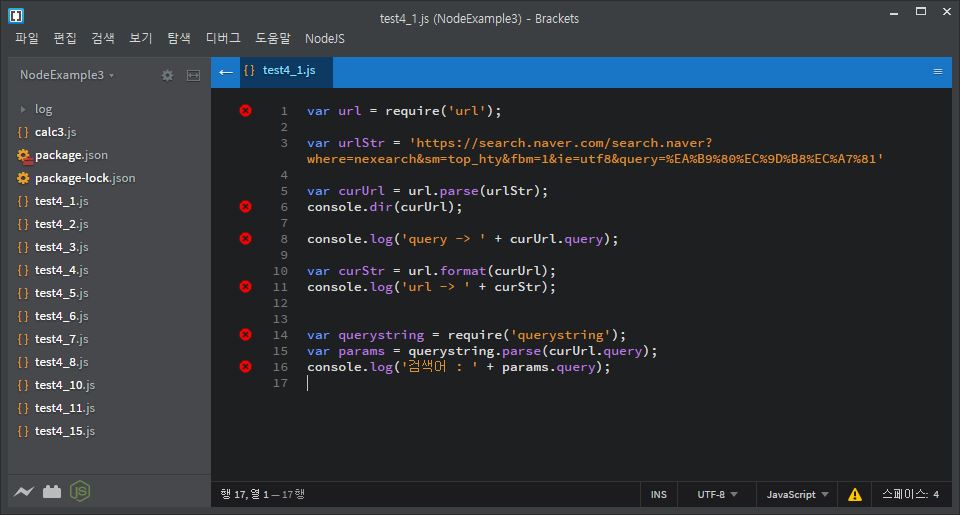 test4_1.js (NodeExample3) - Brackets
파일 편집 검색 보기 탐색 디버그 도움말 NodeJS
NodeExample3
log
calc3.js
package.json
package-lock.json
test4_1.js
test4_2.js
test4_3.js
test4_4.js
test4_5.js
test4_6.js
test4_7.js
test4_8.js
test4_10.js
test4_11.js
test4_15.js
JS
{ } test4_1.js
1 var url = require('url');
2
3 var urlStr = 'https://search.naver.com/search.naver?
where=nexearch&sm=top_hty&fbm=1&ie=utf8&query=%EA%B9%80%EC%9D%B8%EC%A7%81'
4
5 var curUrl = url.parse(urlStr);
6 console.dir(curUrl);
7
8 console.log('query -> ' + curUrl.query);
9
10 var curStr = url.format(curUrl);
11 console.log('url -> ' + curStr);
12
13
14 var querystring = require('querystring');
15 var params = querystring.parse(curUrl.query);
16 console.log('검색어 : ' + params.query);
17
행 17, 열 1 — 17 행 INS UTF-8 JavaScript 스페이스: 4